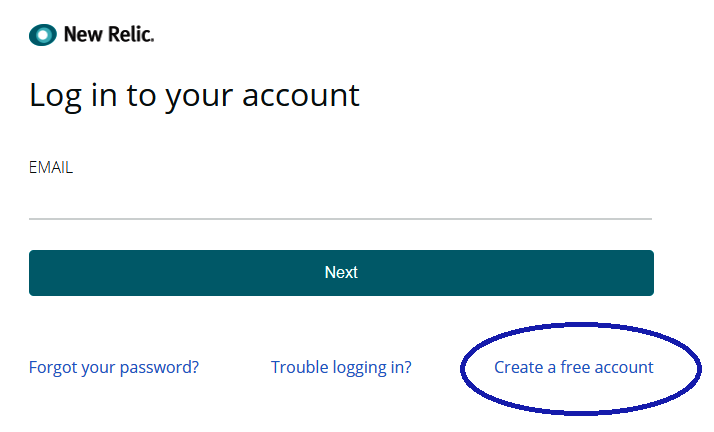 New Relic.
Log in to your account
EMAIL
Next
Forgot your password? Trouble logging in? Create a free account